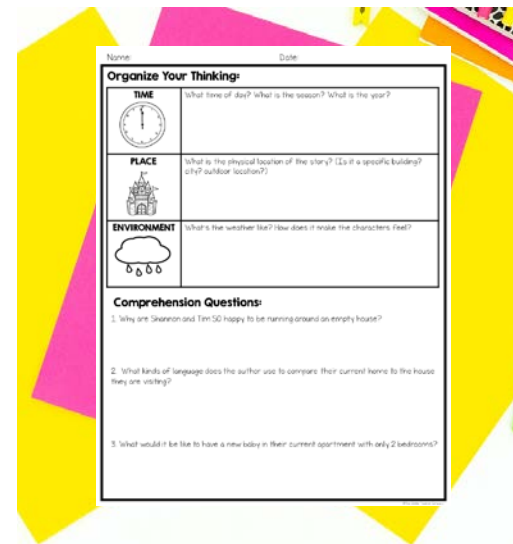 Name: Date:
Organize Your Thinking:
TIME
What time of day? What is the season? What is the year?
PLACE
What is the physical location of the story? (Is it a specific building?
city? outdoor location?)
ENVIRONMENT
What's the weather like? How does it make the characters feel?
Comprehension Questions:
1. Why are Shannon and Tim SO happy to be running around an empty house?
2. What kinds of language does the author use to compare their current home to the house
they are visiting?
3. What would it be like to have a new baby in their current apartment with only 2 bedrooms?